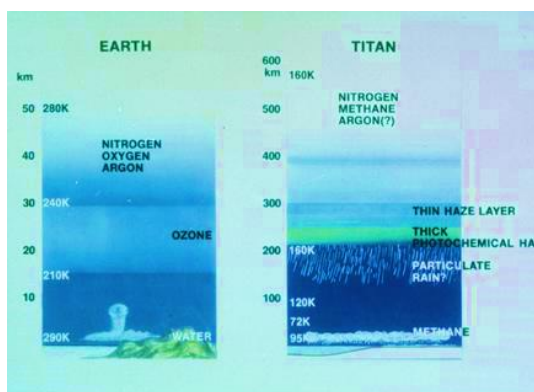 EARTH
km
50
280K
NITROGEN
OXYGEN
ARGON
40
30
240K
OZONE
20
210K
10
290K
WATER
TITAN
600
km
160K
NITROGEN
METHANE
ARGON(?)
500
400
300
THIN HAZE LAYER
THICK
PHOTOCHEMICAL HA
200
160K
PARTICULATE
RAIN?
120K
100
72K
95K
METHANE